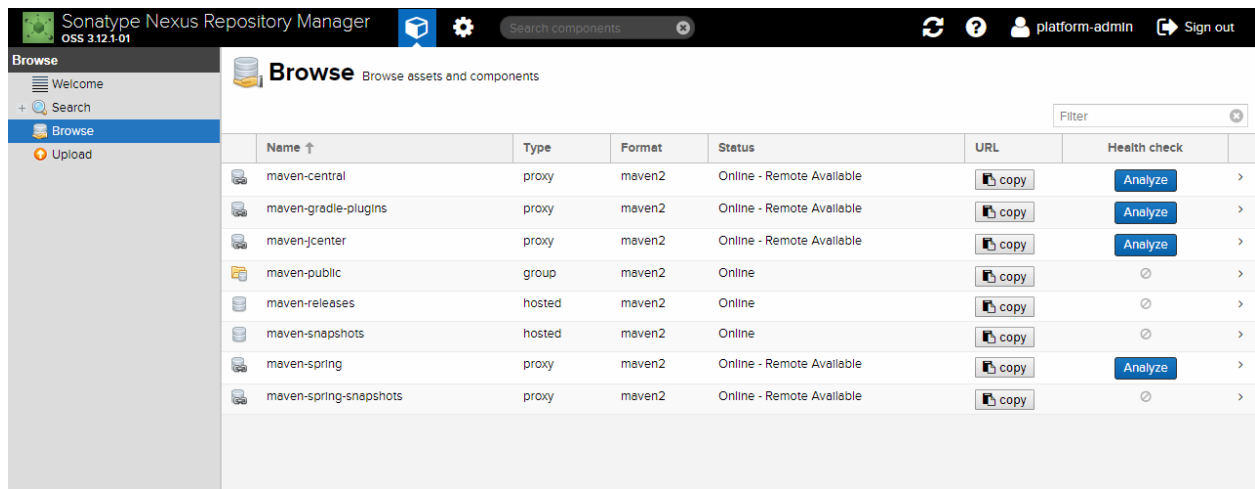 Sonatype Nexus Repository Manager
OSS 3.12.1-01
Search components
platform-admin
Sign out
Browse
Welcome
Search
Browse
Upload
Browse Browse assets and components
Filter
Name Type Format Status URL Health check
maven-central proxy maven2 Online - Remote Available copy Analyze
maven-gradle-plugins proxy maven2 Online - Remote Available copy Analyze
maven-jcenter proxy maven2 Online - Remote Available copy Analyze
maven-public group maven2 Online copy
maven-releases hosted maven2 Online copy
maven-snapshots hosted maven2 Online copy
maven-spring proxy maven2 Online - Remote Available copy Analyze
maven-spring-snapshots proxy maven2 Online - Remote Available copy